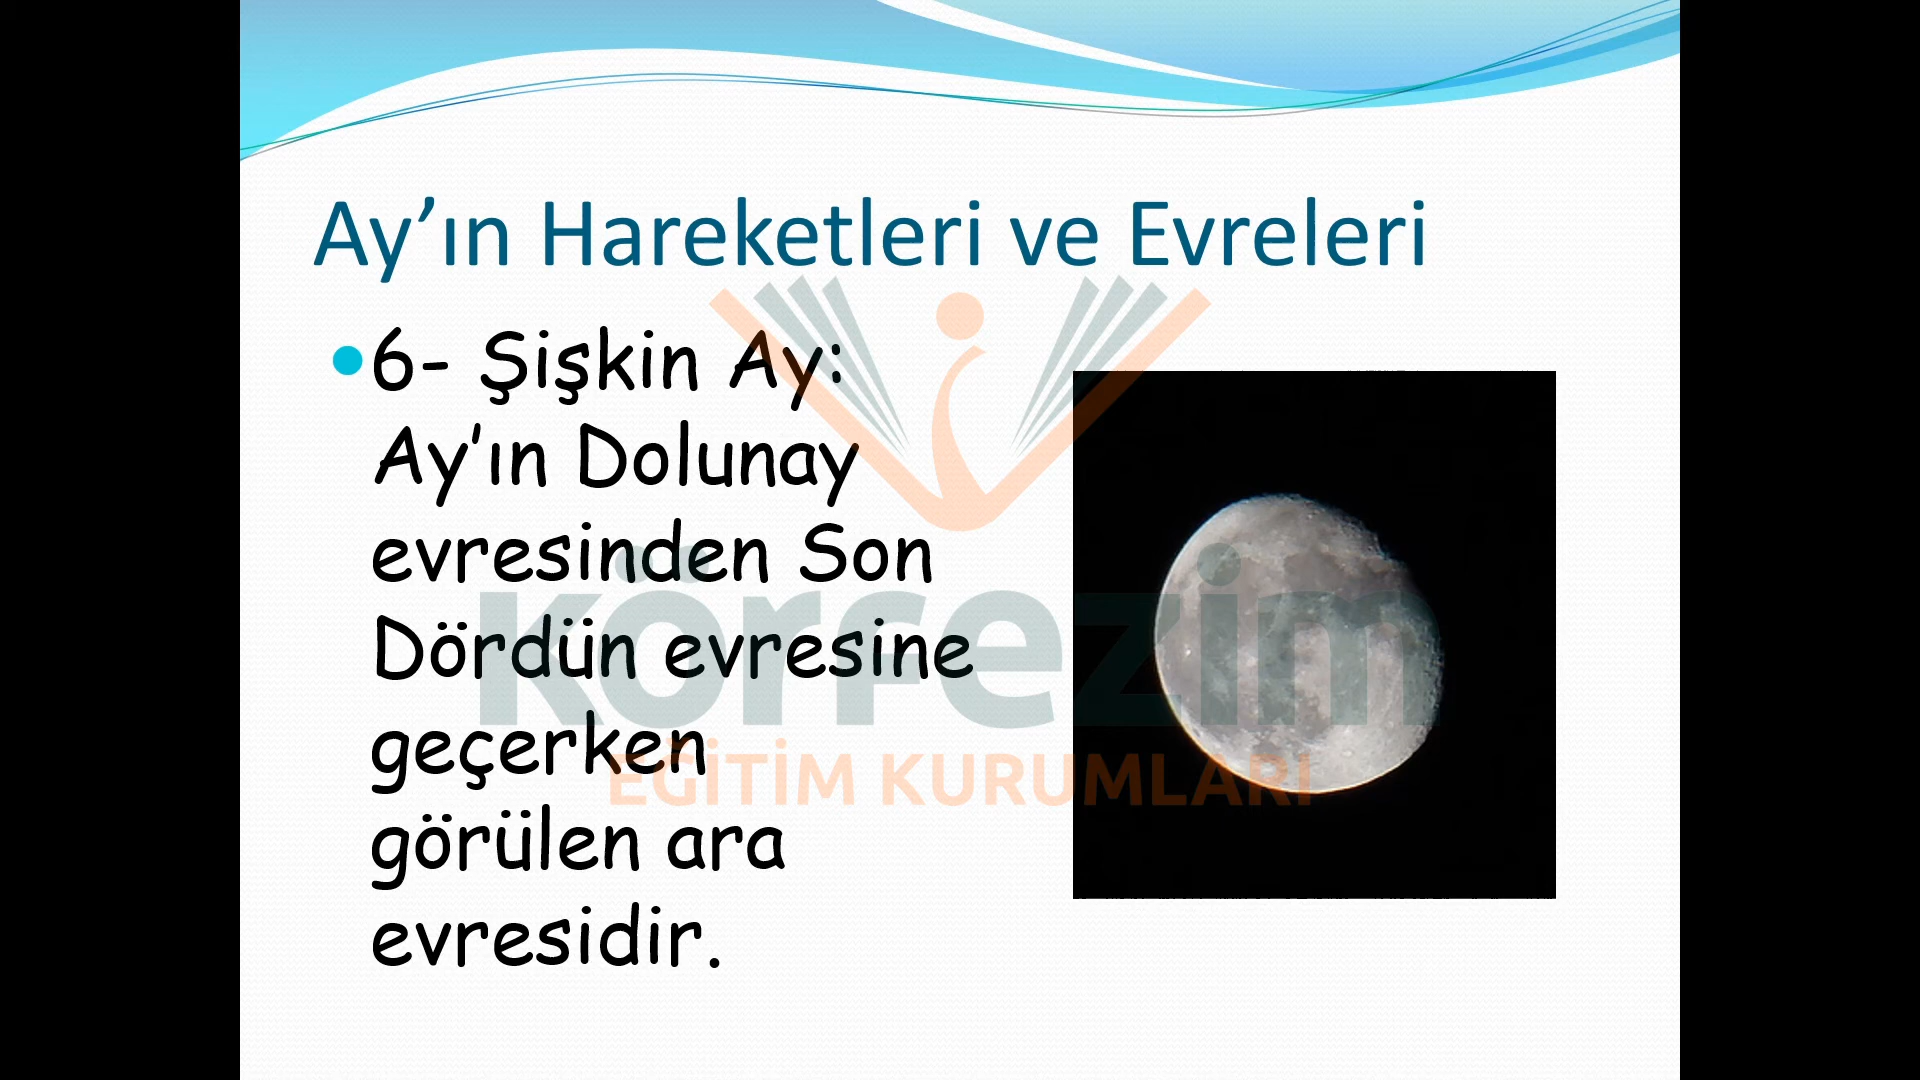 Ay’ın Hareketleri ve Evreleri
6- Şişkin Ay:
Ay’ın Dolunay
evresinden Son
Dördün evresine
geçerken
görülen ara
evresidir.
körfezim
EĞİTİM KURUMLARI